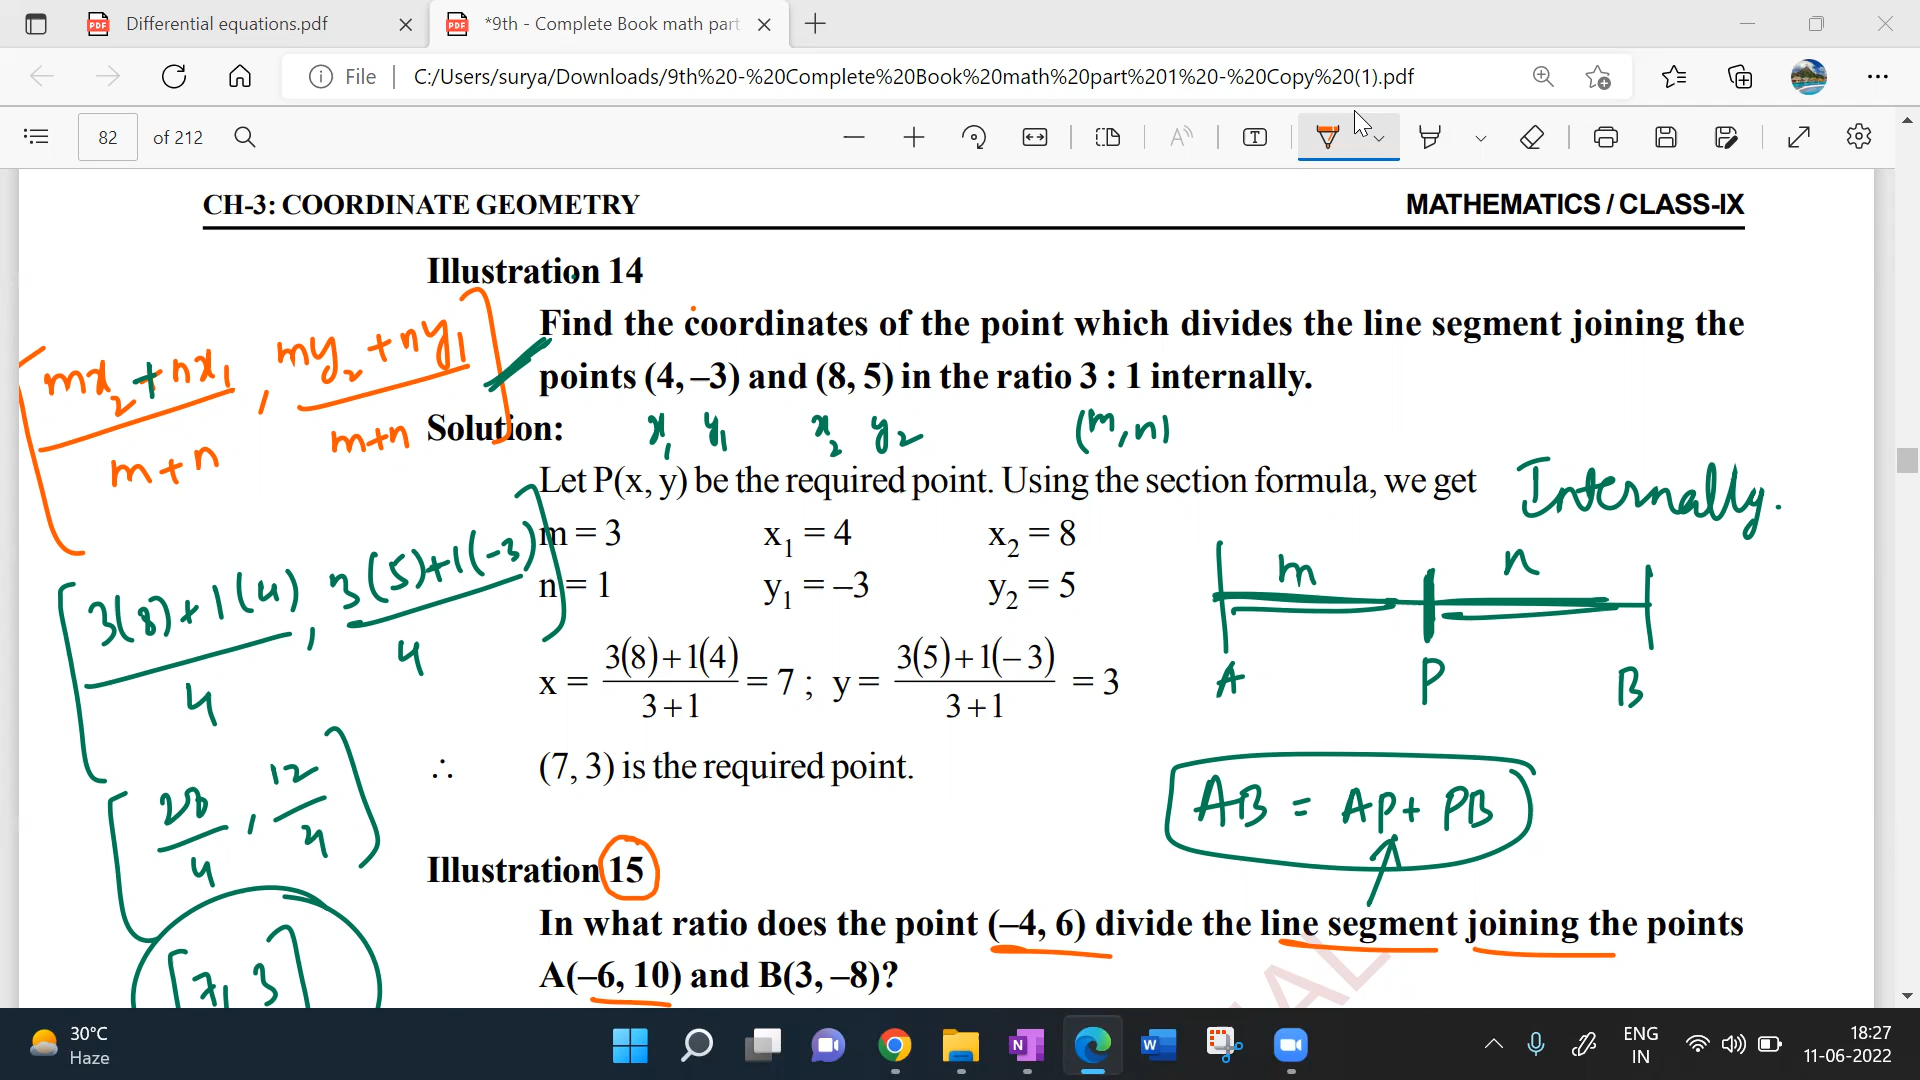 Differential equations.pdf
*9th - Complete Book math part
File
C:/Users/surya/Downloads/9th%20-%20Complete%20Book%20math%20part%201%20-%20Copy%20(1).pdf
82 of 212
CH-3: COORDINATE GEOMETRY
MATHEMATICS / CLASS-IX
Illustration 14
Find the coordinates of the point which divides the line segment joining the
points (4, –3) and (8, 5) in the ratio 3 : 1 internally.
[(mx₂+nx₁)/(m+n), (my₂+ny₁)/(m+n)]
Solution:
x₁ y₁ x₂ y₂ (m,n)
Let P(x, y) be the required point. Using the section formula, we get
Internally.
m = 3 x₁ = 4 x₂ = 8
n = 1 y₁ = –3 y₂ = 5
m n
A P B
[(3(8)+1(4))/4, (3(5)+1(-3))/4]
x = (3(8)+1(4))/(3+1) = 7 ; y = (3(5)+1(–3))/(3+1) = 3
∴ (7, 3) is the required point.
[28/4, 12/4]
AB = AP+ PB
[7, 3]
Illustration 15
In what ratio does the point (–4, 6) divide the line segment joining the points
A(–6, 10) and B(3, –8)?
30°C
Haze
ENG
IN
18:27
11-06-2022